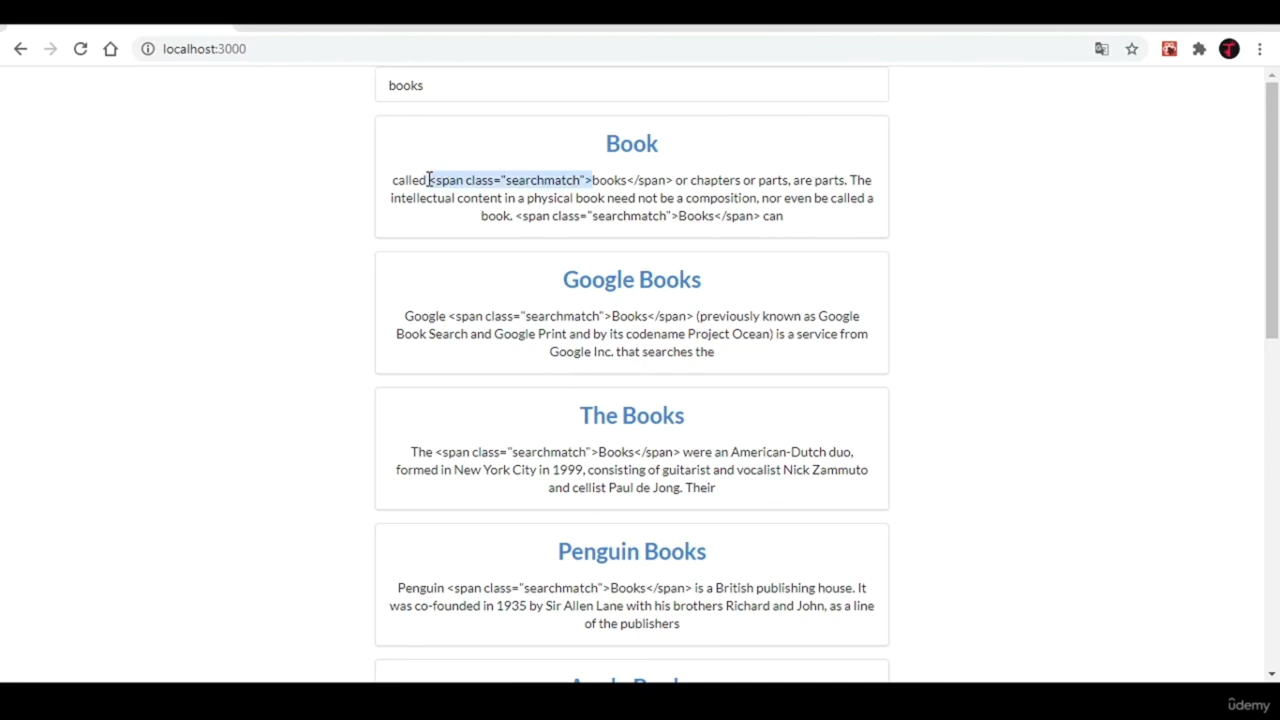 localhost:3000
books
Book
called <span class="searchmatch">books</span> or chapters or parts, are parts. The
intellectual content in a physical book need not be a composition, nor even be called a
book. <span class="searchmatch">Books</span> can
Google Books
Google <span class="searchmatch">Books</span> (previously known as Google
Book Search and Google Print and by its codename Project Ocean) is a service from
Google Inc. that searches the
The Books
The <span class="searchmatch">Books</span> were an American-Dutch duo,
formed in New York City in 1999, consisting of guitarist and vocalist Nick Zammuto
and cellist Paul de Jong. Their
Penguin Books
Penguin <span class="searchmatch">Books</span> is a British publishing house. It
was co-founded in 1935 by Sir Allen Lane with his brothers Richard and John, as a line
of the publishers
ûdemy